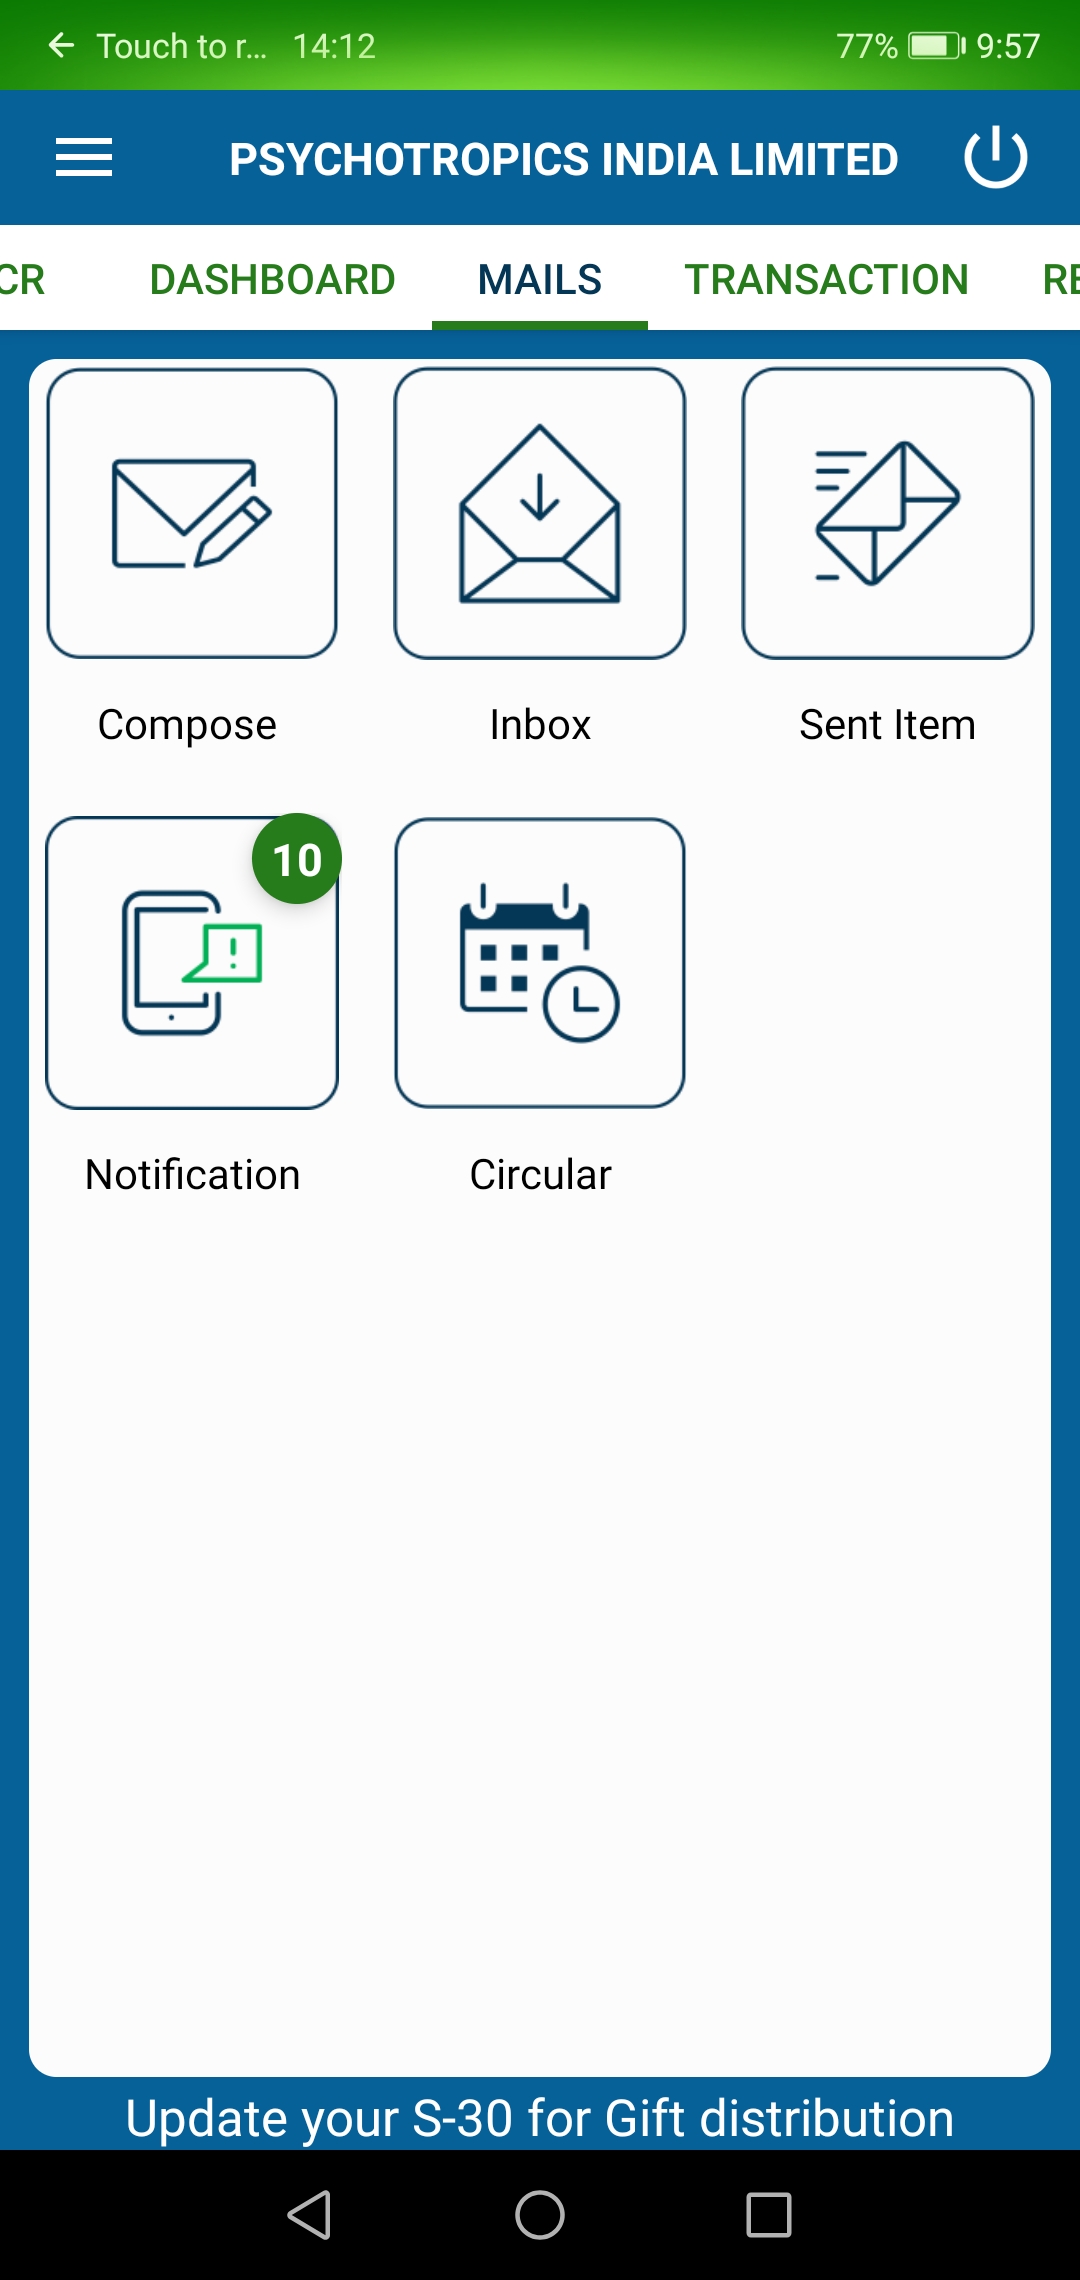 Touch to r... 14:12 77% 9:57
PSYCHOTROPICS INDIA LIMITED
CR DASHBOARD MAILS TRANSACTION RE
Compose Inbox Sent Item
10
Notification Circular
Update your S-30 for Gift distribution